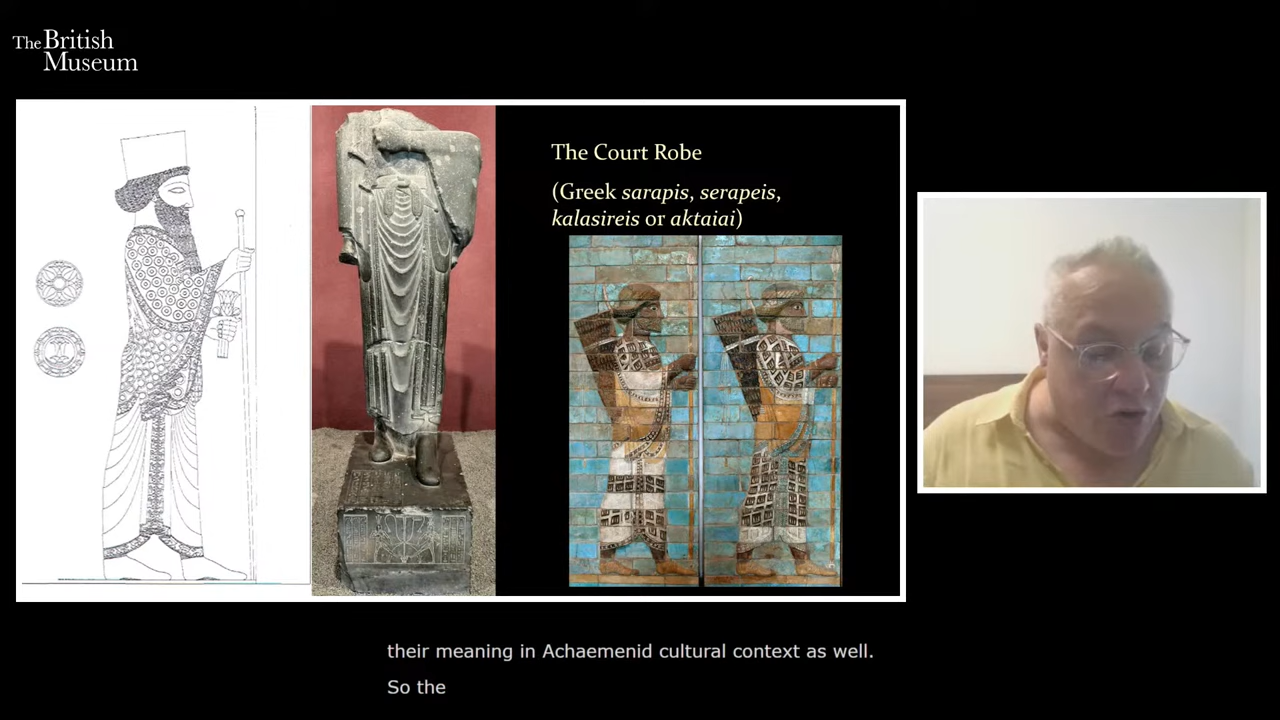 The British
Museum
The Court Robe
(Greek sarapis, serapeis,
kalasireis or aktaiai)
their meaning in Achaemenid cultural context as well.
So the